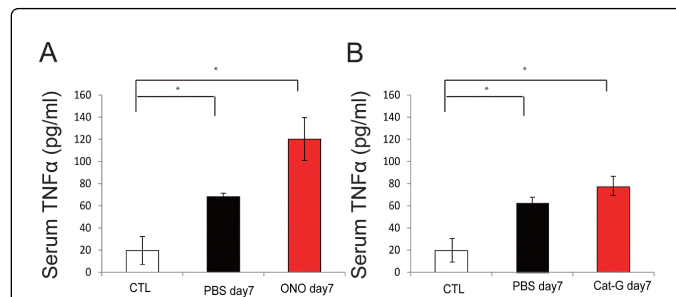 A
B
Serum TNFα (pg/ml)
160
140
120
100
80
60
40
20
0
*
*
CTL
PBS day7
ONO day7
Serum TNFα (pg/ml)
160
140
120
100
80
60
40
20
0
*
*
CTL
PBS day7
Cat-G day7